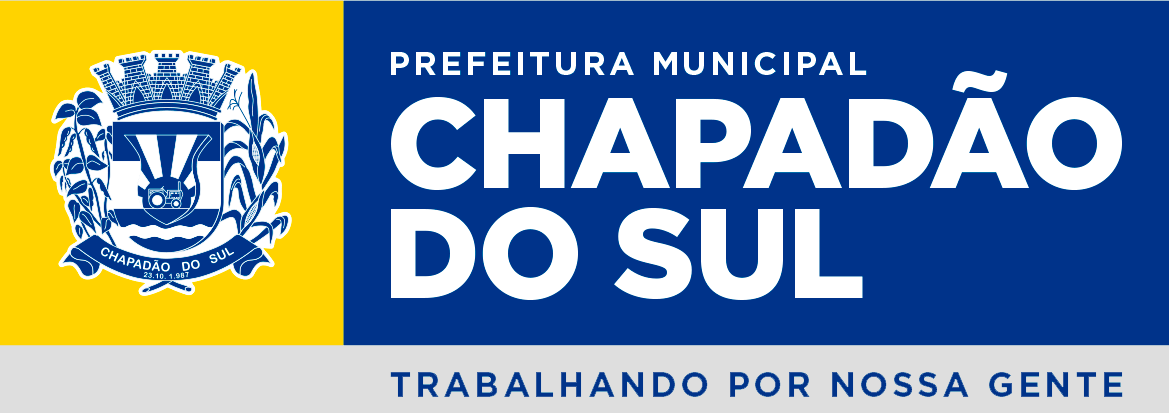 PREFEITURA MUNICIPAL
CHAPADÃO
DO SUL
CHAPADÃO DO SUL
23.10. 1.987
TRABALHANDO POR NOSSA GENTE